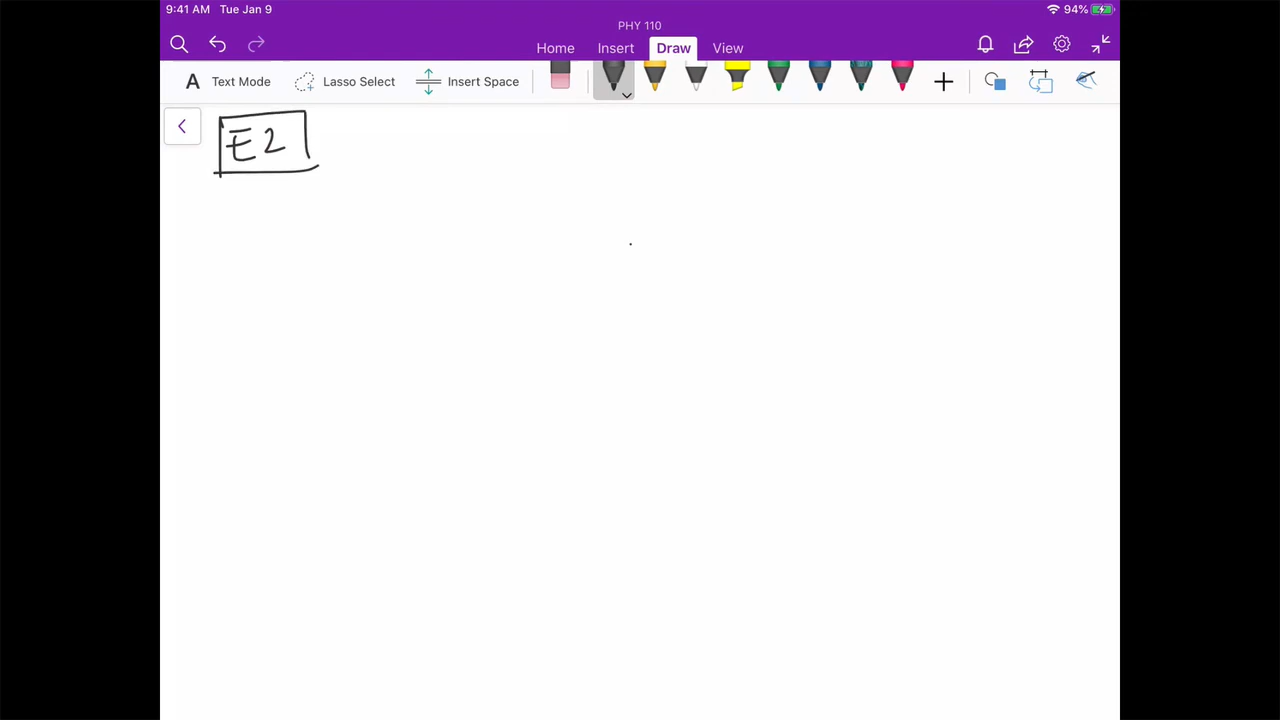 9:41 AM Tue Jan 9 94%
PHY 110
Home Insert Draw View
A Text Mode Lasso Select Insert Space
E2